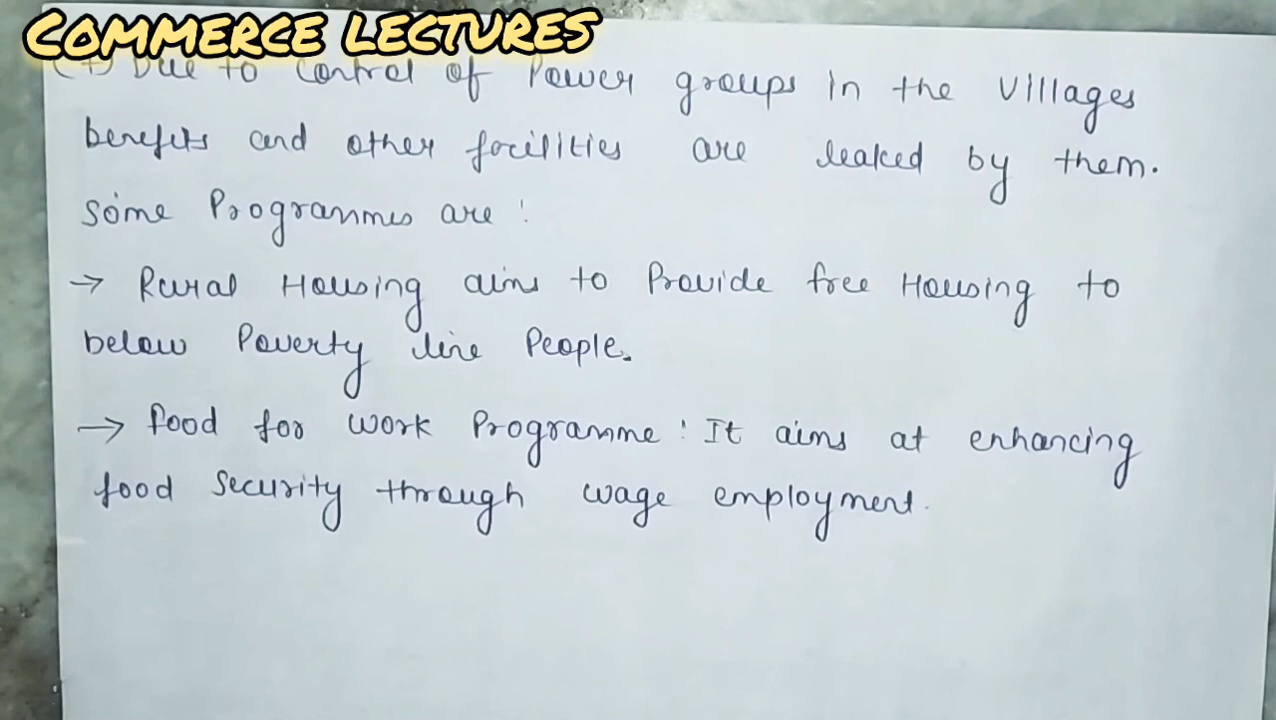 COMMERCE LECTURES
Due to control of Power groups in the villages
benefits and other facilities are leaked by them.
Some Programmes are :
→ Rural Housing aims to Provide free Housing to
below Poverty line People.
→ Food for work Programme : It aims at enhancing
food security through wage employment.